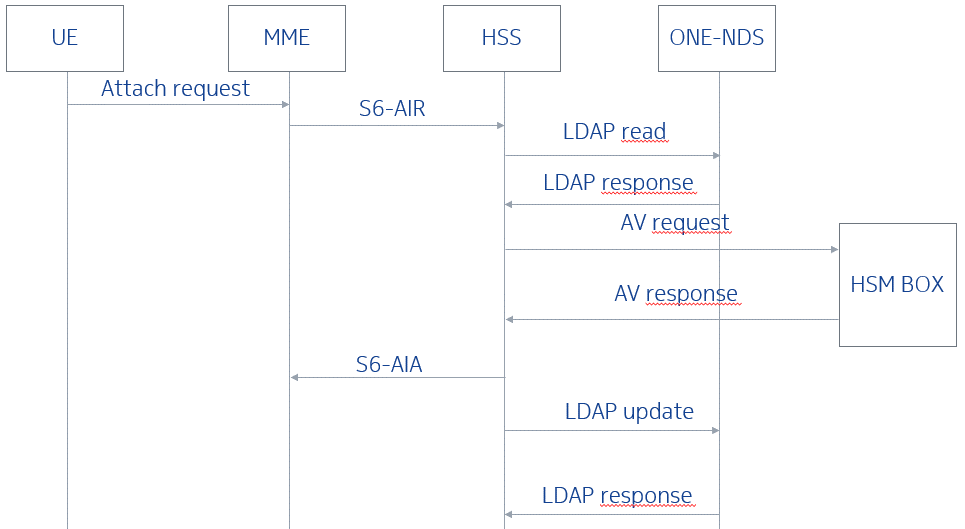 UE
MME
HSS
ONE-NDS
Attach request
S6-AIR
LDAP read
LDAP response
AV request
HSM BOX
AV response
S6-AIA
LDAP update
LDAP response